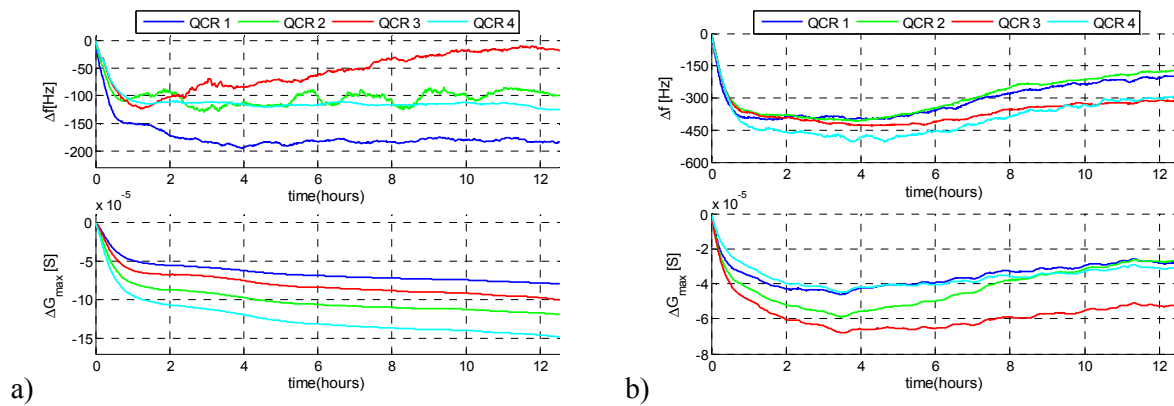 QCR 1 QCR 2 QCR 3 QCR 4
0
-50
-100
-150
-200
Δf[Hz]
0 2 4 6 8 10 12
time(hours)
x 10^-5
0
-5
-10
-15
ΔG_max [S]
0 2 4 6 8 10 12
time(hours)
a)
QCR 1 QCR 2 QCR 3 QCR 4
0
-150
-300
-450
-600
Δf [Hz]
0 2 4 6 8 10 12
time(hours)
x 10^-5
0
-2
-4
-6
-8
ΔG_max [S]
0 2 4 6 8 10 12
time(hours)
b)